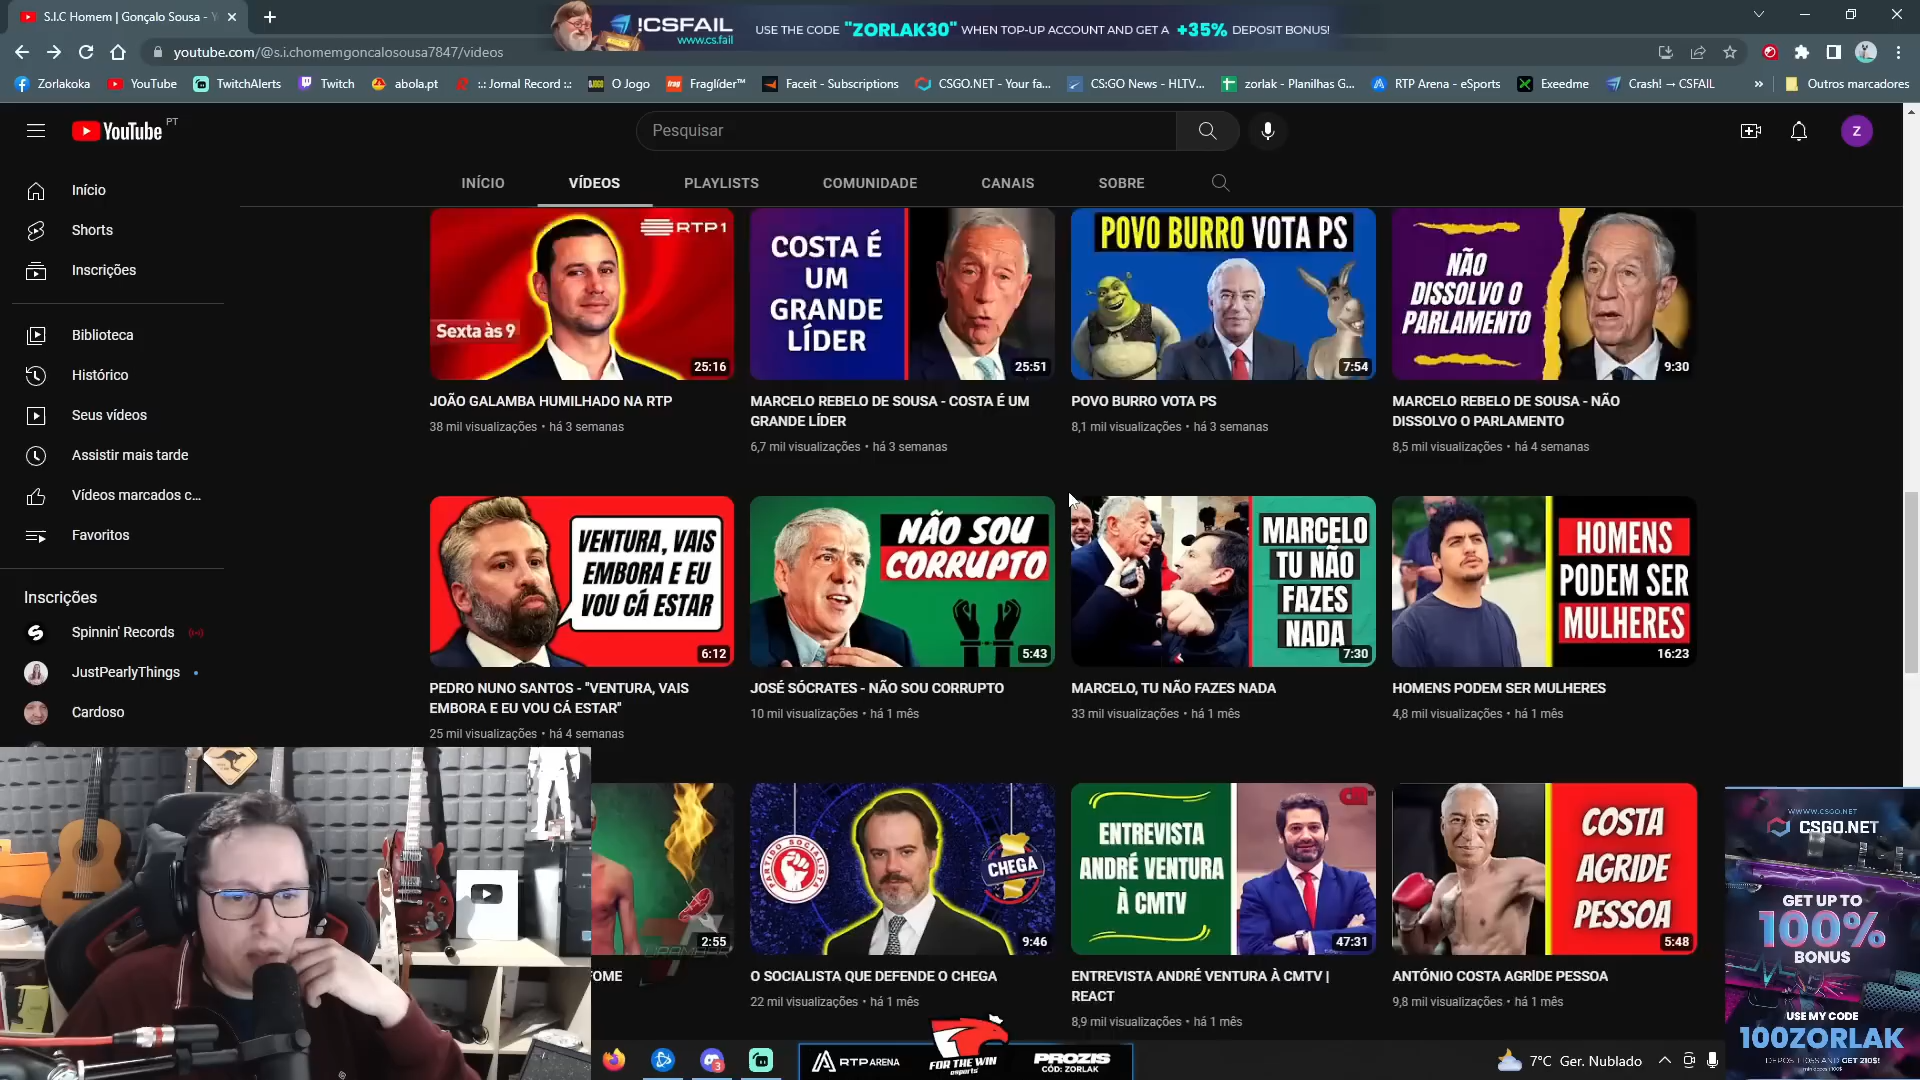 S.I.C Homem | Gonçalo Sousa -
!CSFAIL
www.cs.fail
USE THE CODE "ZORLAK30" WHEN TOP-UP ACCOUNT AND GET A +35% DEPOSIT BONUS!
youtube.com/@s.i.chomemgoncalosousa7847/videos
Zorlakoka
YouTube
TwitchAlerts
Twitch
abola.pt
::: Jornal Record :::
O Jogo
Fraglíder™
Faceit - Subscriptions
CSGO.NET - Your fa...
CS:GO News - HLTV...
zorlak - Planilhas G...
RTP Arena - eSports
Exeedme
Crash! → CSFAIL
»
Outros marcadores
YouTube PT
Pesquisar
Z
INÍCIO
VÍDEOS
PLAYLISTS
COMUNIDADE
CANAIS
SOBRE
Início
Shorts
Inscrições
Biblioteca
Histórico
Seus vídeos
Assistir mais tarde
Vídeos marcados c...
Favoritos
Inscrições
Spinnin' Records
JustPearlyThings
Cardoso
RTP1
Sexta às 9
25:16
COSTA É
UM
GRANDE
LÍDER
25:51
POVO BURRO VOTA PS
7:54
NÃO
DISSOLVO O
PARLAMENTO
9:30
JOÃO GALAMBA HUMILHADO NA RTP
38 mil visualizações • há 3 semanas
MARCELO REBELO DE SOUSA - COSTA É UM
GRANDE LÍDER
6,7 mil visualizações • há 3 semanas
POVO BURRO VOTA PS
8,1 mil visualizações • há 3 semanas
MARCELO REBELO DE SOUSA - NÃO
DISSOLVO O PARLAMENTO
8,5 mil visualizações • há 4 semanas
VENTURA, VAIS
EMBORA E EU
VOU CÁ ESTAR
6:12
NÃO SOU
CORRUPTO
5:43
MARCELO
TU NÃO
FAZES
NADA
7:30
HOMENS
PODEM SER
MULHERES
16:23
PEDRO NUNO SANTOS - "VENTURA, VAIS
EMBORA E EU VOU CÁ ESTAR"
25 mil visualizações • há 4 semanas
JOSÉ SÓCRATES - NÃO SOU CORRUPTO
10 mil visualizações • há 1 mês
MARCELO, TU NÃO FAZES NADA
33 mil visualizações • há 1 mês
HOMENS PODEM SER MULHERES
4,8 mil visualizações • há 1 mês
2:55
PARTIDO SOCIALISTA
CHEGA
9:46
ENTREVISTA
ANDRÉ VENTURA
À CMTV
47:31
COSTA
AGRIDE
PESSOA
5:48
OME
O SOCIALISTA QUE DEFENDE O CHEGA
22 mil visualizações • há 1 mês
ENTREVISTA ANDRÉ VENTURA À CMTV |
REACT
8,9 mil visualizações • há 1 mês
ANTÓNIO COSTA AGRIDE PESSOA
9,8 mil visualizações • há 1 mês
WWW.CSGO.NET
CSGO.NET
GET UP TO
100%
BONUS
USE MY CODE
100ZORLAK
3
RTP ARENA
FOR THE WIN
esports
PROZIS
CÓD: ZORLAK
7°C Ger. Nublado